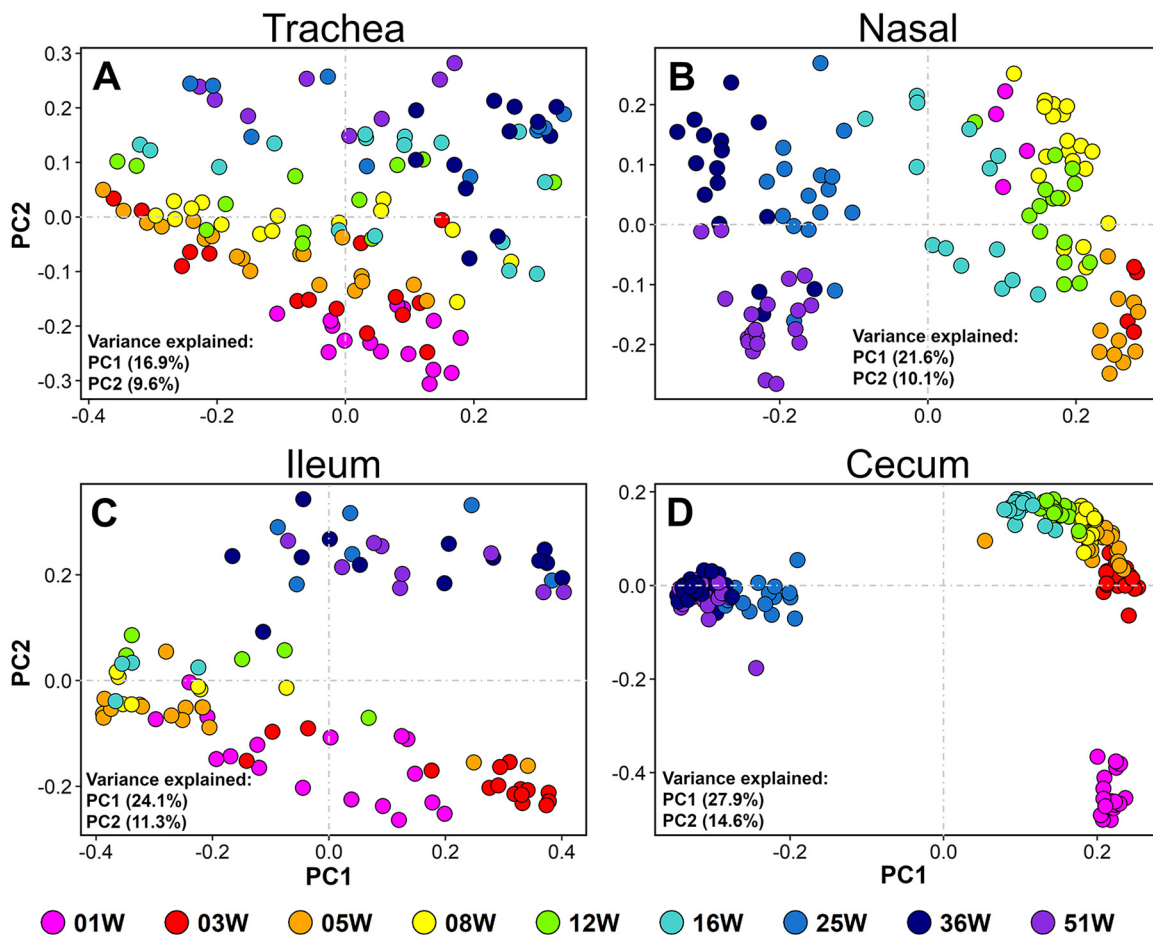 Trachea
Nasal
A
B
0.3
0.2
0.1
0.0
-0.1
-0.2
-0.3
PC2
Variance explained:
PC1 (16.9%)
PC2 (9.6%)
-0.4
-0.2
0.0
0.2
0.2
0.1
0.0
-0.1
-0.2
Variance explained:
PC1 (21.6%)
PC2 (10.1%)
-0.2
0.0
0.2
Ileum
Cecum
C
D
0.2
0.0
-0.2
PC2
Variance explained:
PC1 (24.1%)
PC2 (11.3%)
-0.4
-0.2
0.0
0.2
0.4
PC1
0.2
0.0
-0.2
-0.4
Variance explained:
PC1 (27.9%)
PC2 (14.6%)
-0.2
0.0
0.2
PC1
01W 03W 05W 08W 12W 16W 25W 36W 51W